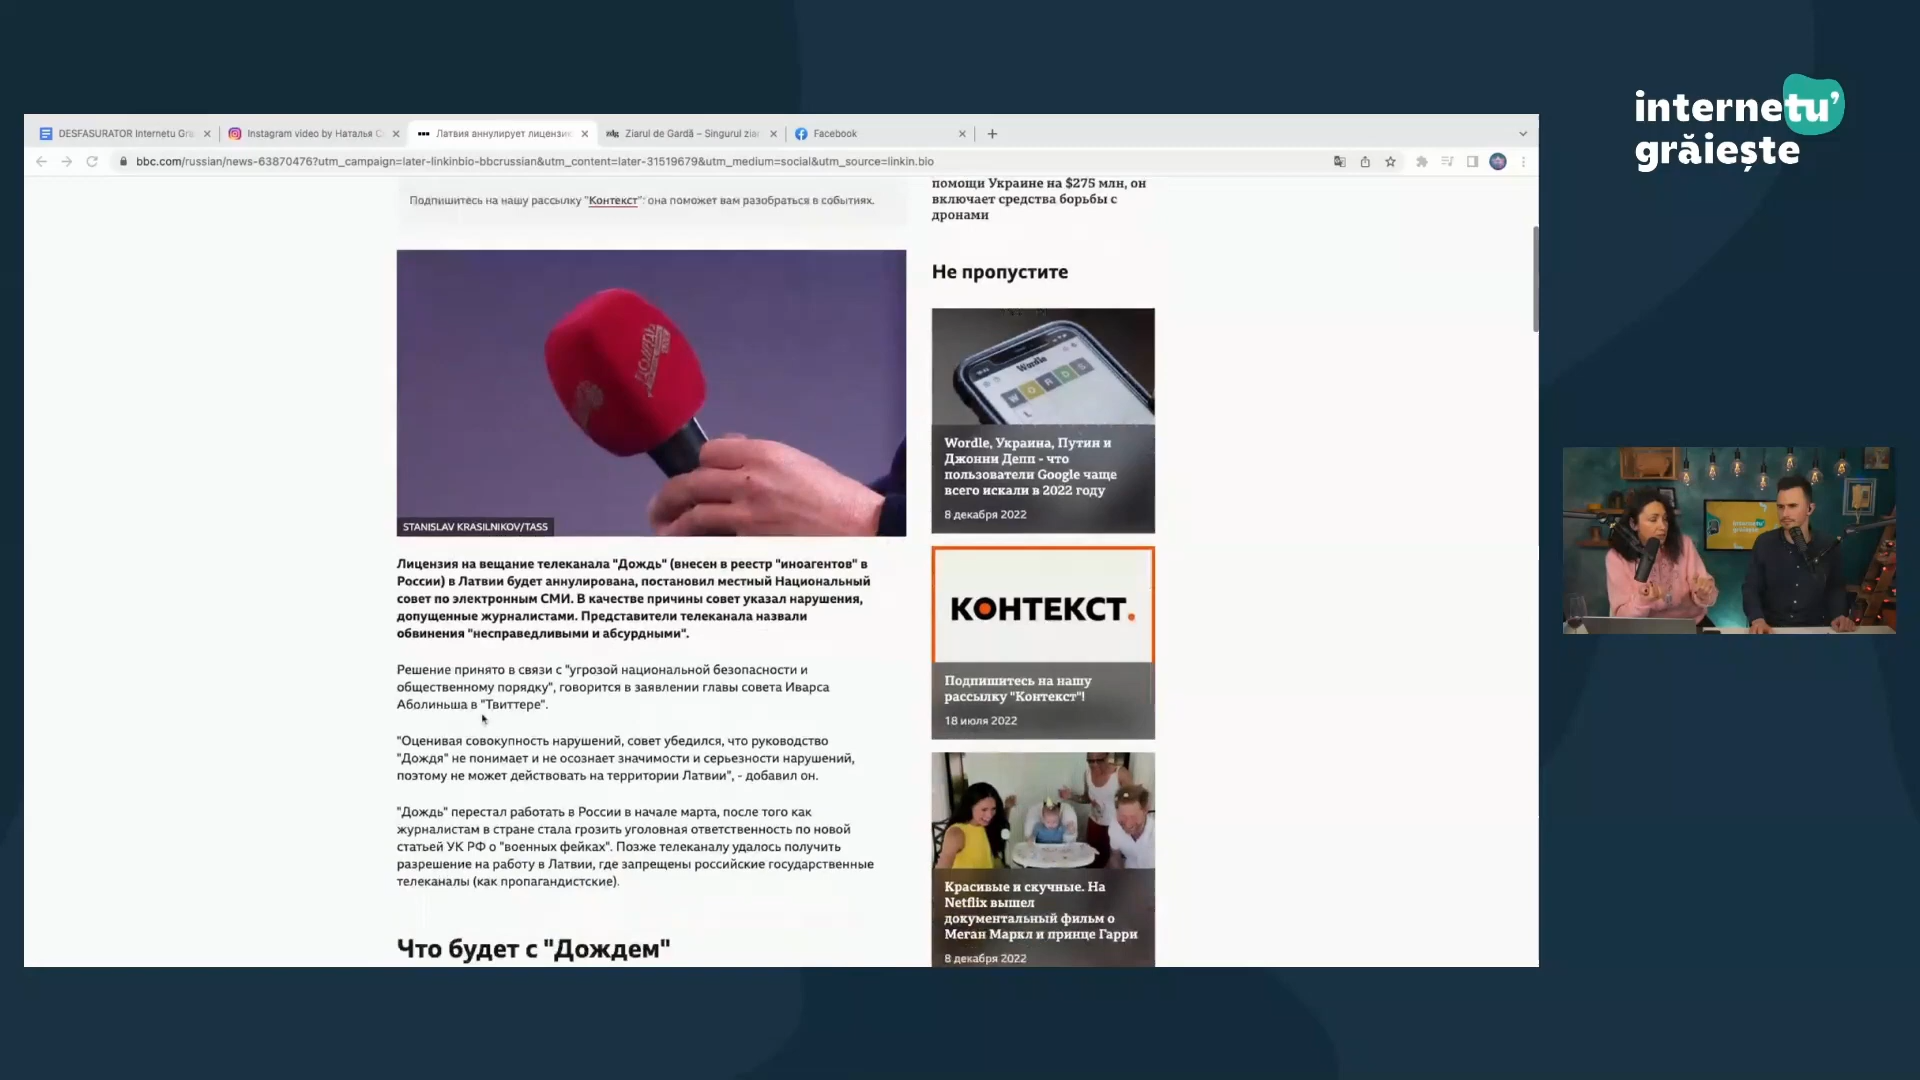 internetu'
grăiește
DESFASURATOR Internetu Gra
Instagram video by Наталья С
Латвия аннулирует лицензию
Ziarul de Gardă – Singurul ziar
Facebook
bbc.com/russian/news-63870476?utm_campaign=later-linkinbio-bbcrussian&utm_content=later-31519679&utm_medium=social&utm_source=linkin.bio
Подпишитесь на нашу рассылку "Контекст": она поможет вам разобраться в событиях.
STANISLAV KRASILNIKOV/TASS
Лицензия на вещание телеканала "Дождь" (внесен в реестр "иноагентов" в
России) в Латвии будет аннулирована, постановил местный Национальный
совет по электронным СМИ. В качестве причины совет указал нарушения,
допущенные журналистами. Представители телеканала назвали
обвинения "несправедливыми и абсурдными".
Решение принято в связи с "угрозой национальной безопасности и
общественному порядку", говорится в заявлении главы совета Иварса
Аболиньша в "Твиттере".
"Оценивая совокупность нарушений, совет убедился, что руководство
"Дождя" не понимает и не осознает значимости и серьезности нарушений,
поэтому не может действовать на территории Латвии", - добавил он.
"Дождь" перестал работать в России в начале марта, после того как
журналистам в стране стала грозить уголовная ответственность по новой
статьей УК РФ о "военных фейках". Позже телеканалу удалось получить
разрешение на работу в Латвии, где запрещены российские государственные
телеканалы (как пропагандистские).
Что будет с "Дождем"
помощи Украине на $275 млн, он
включает средства борьбы с
дронами
Не пропустите
Wordle
WORDS
Wordle, Украина, Путин и
Джонни Депп - что
пользователи Google чаще
всего искали в 2022 году
8 декабря 2022
КОНТЕКСТ.
Подпишитесь на нашу
рассылку "Контекст"!
18 июля 2022
Красивые и скучные. На
Netflix вышел
документальный фильм о
Меган Маркл и принце Гарри
8 декабря 2022
internetu'
grăiește